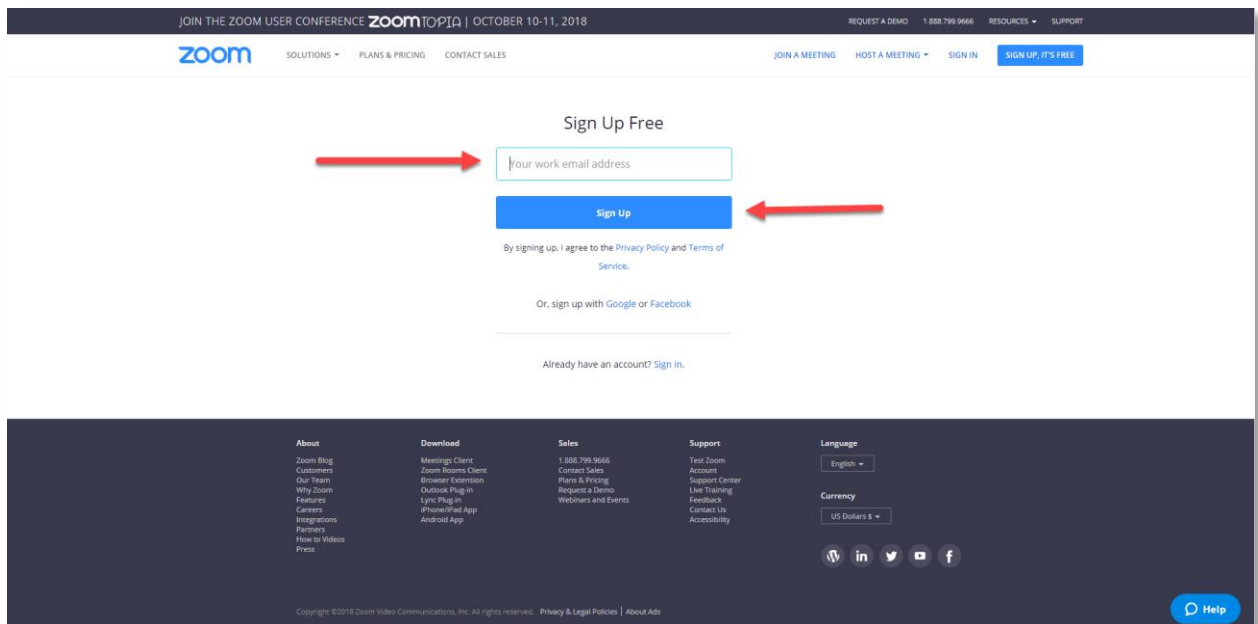 JOIN THE ZOOM USER CONFERENCE ZOOMTOPIA | OCTOBER 10-11, 2018
REQUEST A DEMO 1.888.799.9666 RESOURCES SUPPORT
zoom SOLUTIONS PLANS & PRICING CONTACT SALES
JOIN A MEETING HOST A MEETING SIGN IN SIGN UP, IT'S FREE
Sign Up Free
Your work email address
Sign Up
By signing up, I agree to the Privacy Policy and Terms of
Service.
Or, sign up with Google or Facebook
Already have an account? Sign in.
About
Zoom Blog
Customers
Our Team
Why Zoom
Features
Careers
Integrations
Partners
How to Videos
Press
Download
Meetings Client
Zoom Rooms Client
Browser Extension
Outlook Plug-in
Lync Plug-in
iPhone/iPad App
Android App
Sales
1.888.799.9666
Contact Sales
Plans & Pricing
Request a Demo
Webinars and Events
Support
Test Zoom
Account
Support Center
Live Training
Feedback
Contact Us
Accessibility
Language
English
Currency
US Dollars $
Copyright ©2018 Zoom Video Communications, Inc. All rights reserved. Privacy & Legal Policies | About Ads
Help